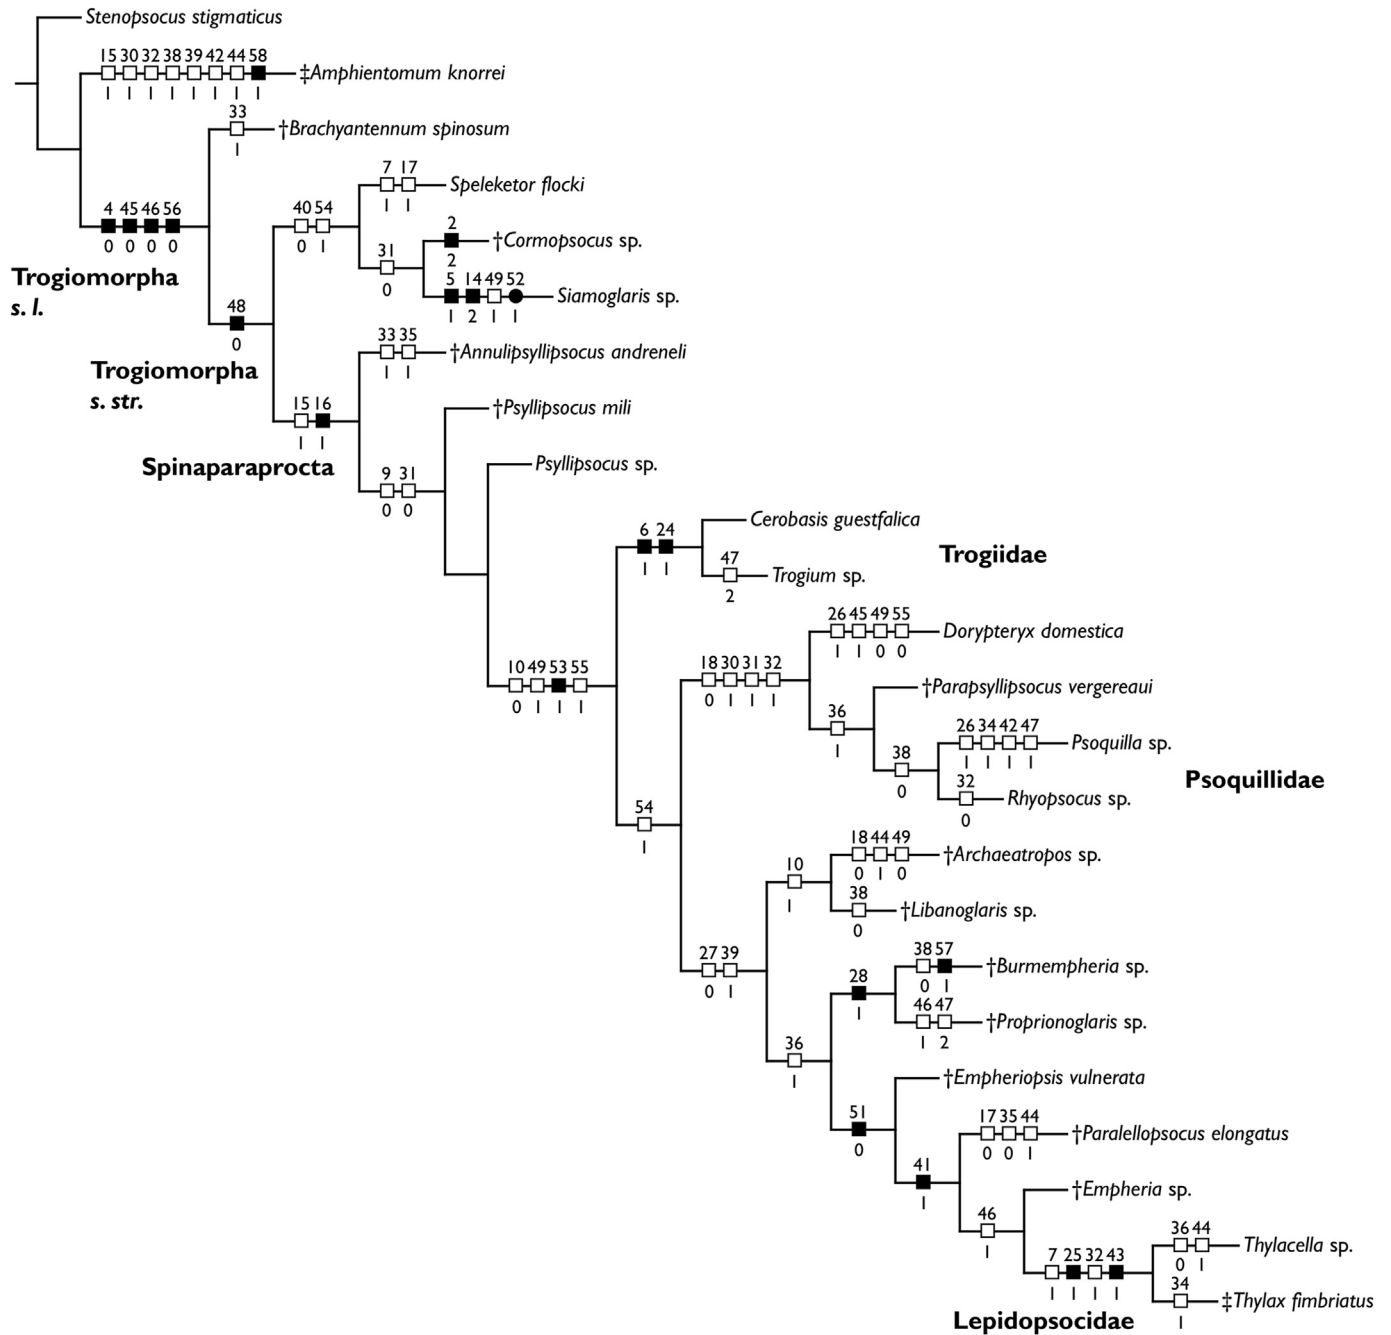 Stenopsocus stigmaticus
15 30 32 38 39 42 44 58
‡Amphientomum knorrei
1 1 1 1 1 1 1 1
33
†Brachyantennum spinosum
1
7 17
Speleketor flocki
1 1
4 45 46 56
40 54
0 0 0 0
0 1
2
†Cormopsocus sp.
2
31
0
5 14 49 52
Siamoglaris sp.
1 2 1 1
Trogiomorpha
s. l.
48
0
33 35
†Annulipsyllipsocus andreneli
1 1
Trogiomorpha
s. str.
15 16
1 1
†Psyllipsocus mili
Spinaparaprocta
Psyllipsocus sp.
9 31
0 0
Cerobasis guestfalica
6 24
1 1
Trogiidae
47
Trogium sp.
2
26 45 49 55
Dorypteryx domestica
1 1 0 0
10 49 53 55
0 1 1 1
18 30 31 32
0 1 1 1
†Parapsyllipsocus vergereaui
36
1
26 34 42 47
Psoquilla sp.
1 1 1 1
38
0
Psoquillidae
32
Rhyopsocus sp.
0
54
1
18 44 49
†Archaeatropos sp.
0 1 0
10
1
38
†Libanoglaris sp.
0
27 39
0 1
38 57
†Burmempheria sp.
0 1
28
1
46 47
†Proprionoglaris sp.
1 2
36
1
†Empheriopsis vulnerata
51
0
17 35 44
†Paralellopsocus elongatus
0 0 1
41
1
†Empheria sp.
46
1
36 44
Thylacella sp.
0 1
7 25 32 43
1 1 1 1
34
‡Thylax fimbriatus
1
Lepidopsocidae